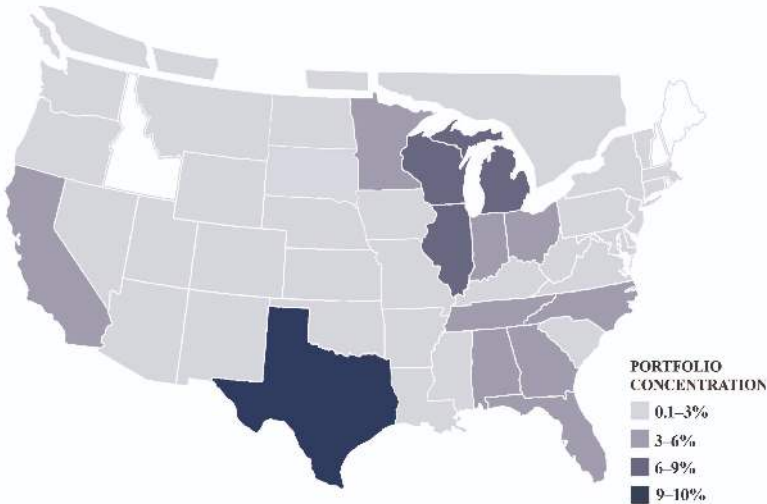 PORTFOLIO
CONCENTRATION
0.1–3%
3–6%
6–9%
9–10%